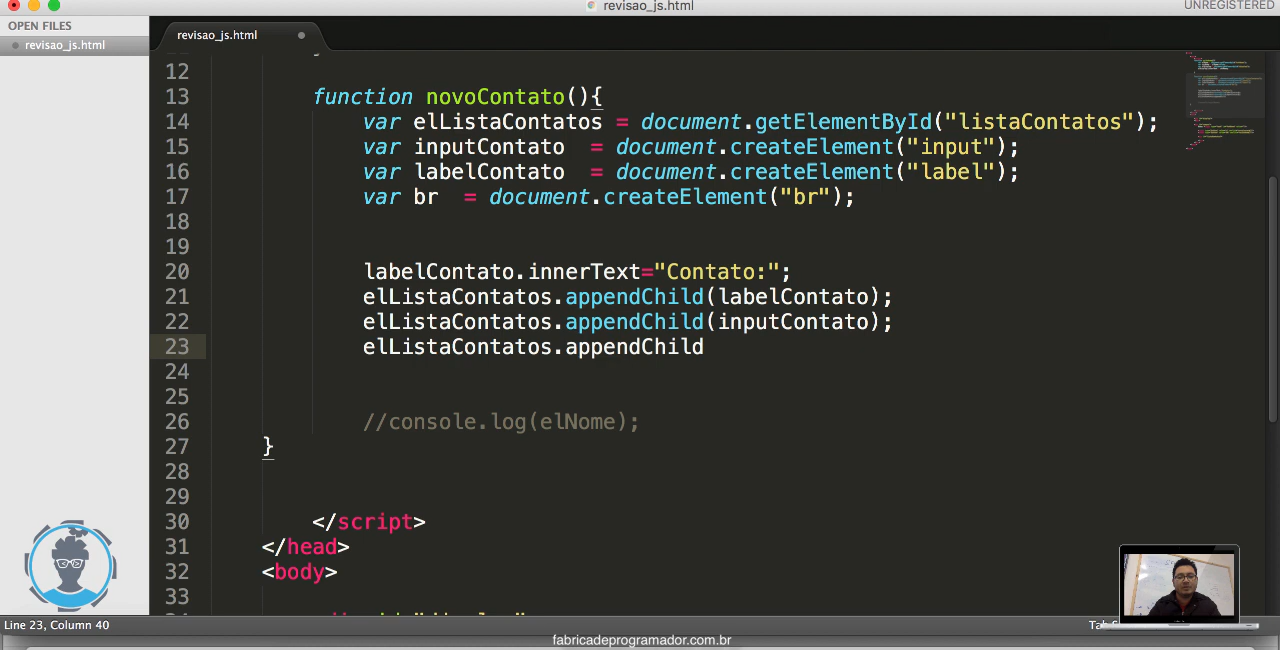 revisao_js.html
UNREGISTERED
OPEN FILES
revisao_js.html
revisao_js.html
12
13 function novoContato(){
14 var elListaContatos = document.getElementById("listaContatos");
15 var inputContato = document.createElement("input");
16 var labelContato = document.createElement("label");
17 var br = document.createElement("br");
18
19
20 labelContato.innerText="Contato:";
21 elListaContatos.appendChild(labelContato);
22 elListaContatos.appendChild(inputContato);
23 elListaContatos.appendChild
24
25
26 //console.log(elNome);
27 }
28
29
30 </script>
31 </head>
32 <body>
33
Line 23, Column 40
fabricadeprogramador.com.br